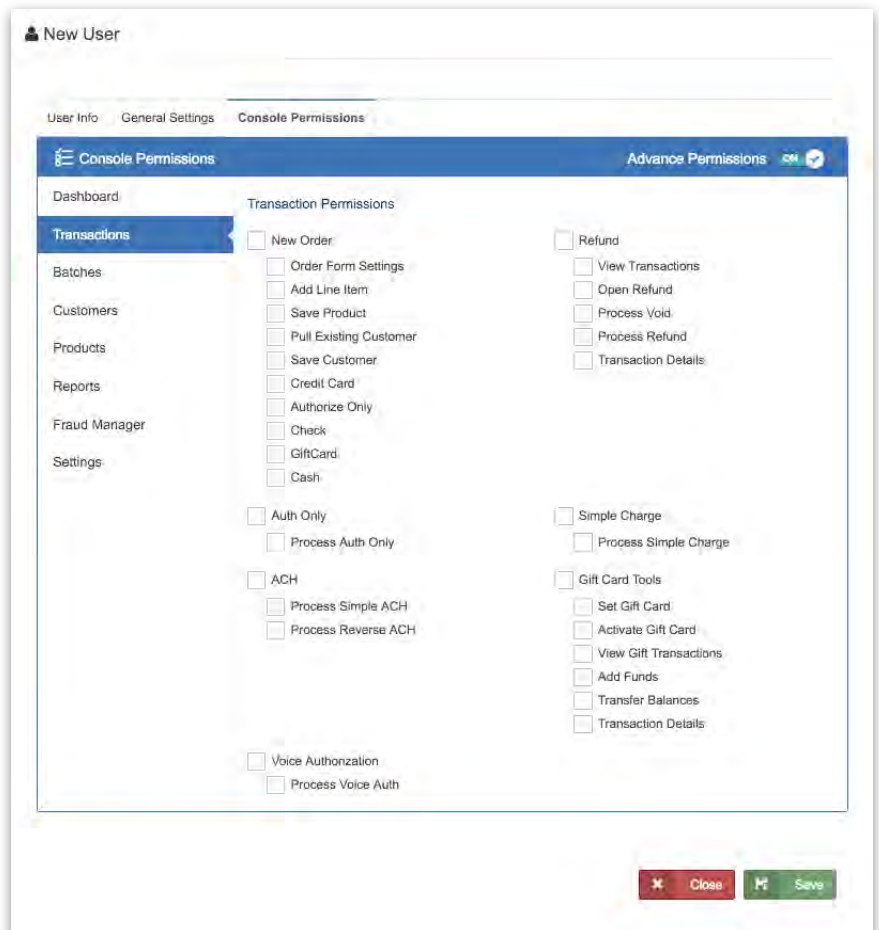 New User
User Info General Settings Console Permissions
Console Permissions Advance Permissions ON
Dashboard
Transactions
Batches
Customers
Products
Reports
Fraud Manager
Settings
Transaction Permissions
New Order
Order Form Settings
Add Line Item
Save Product
Pull Existing Customer
Save Customer
Credit Card
Authorize Only
Check
GiftCard
Cash
Refund
View Transactions
Open Refund
Process Void
Process Refund
Transaction Details
Auth Only
Process Auth Only
Simple Charge
Process Simple Charge
ACH
Process Simple ACH
Process Reverse ACH
Gift Card Tools
Set Gift Card
Activate Gift Card
View Gift Transactions
Add Funds
Transfer Balances
Transaction Details
Voice Authorization
Process Voice Auth
Close Save